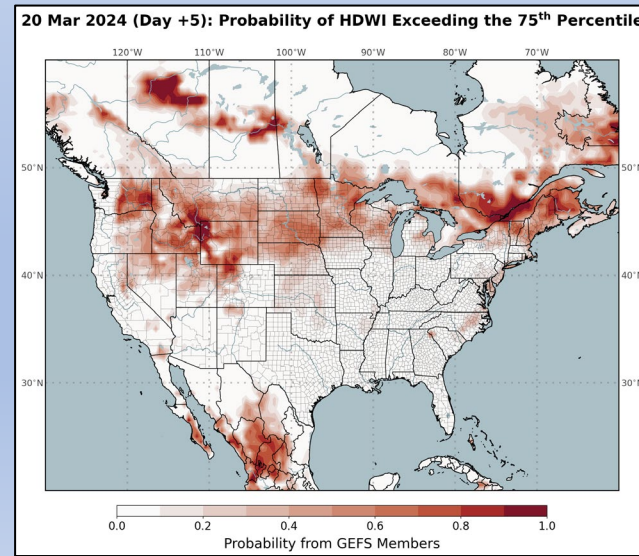 20 Mar 2024 (Day +5): Probability of HDWI Exceeding the 75th Percentile
120°W 110°W 100°W 90°W 80°W 70°W
50°N 50°N
40°N 40°N
30°N 30°N
0.0 0.2 0.4 0.6 0.8 1.0
Probability from GEFS Members